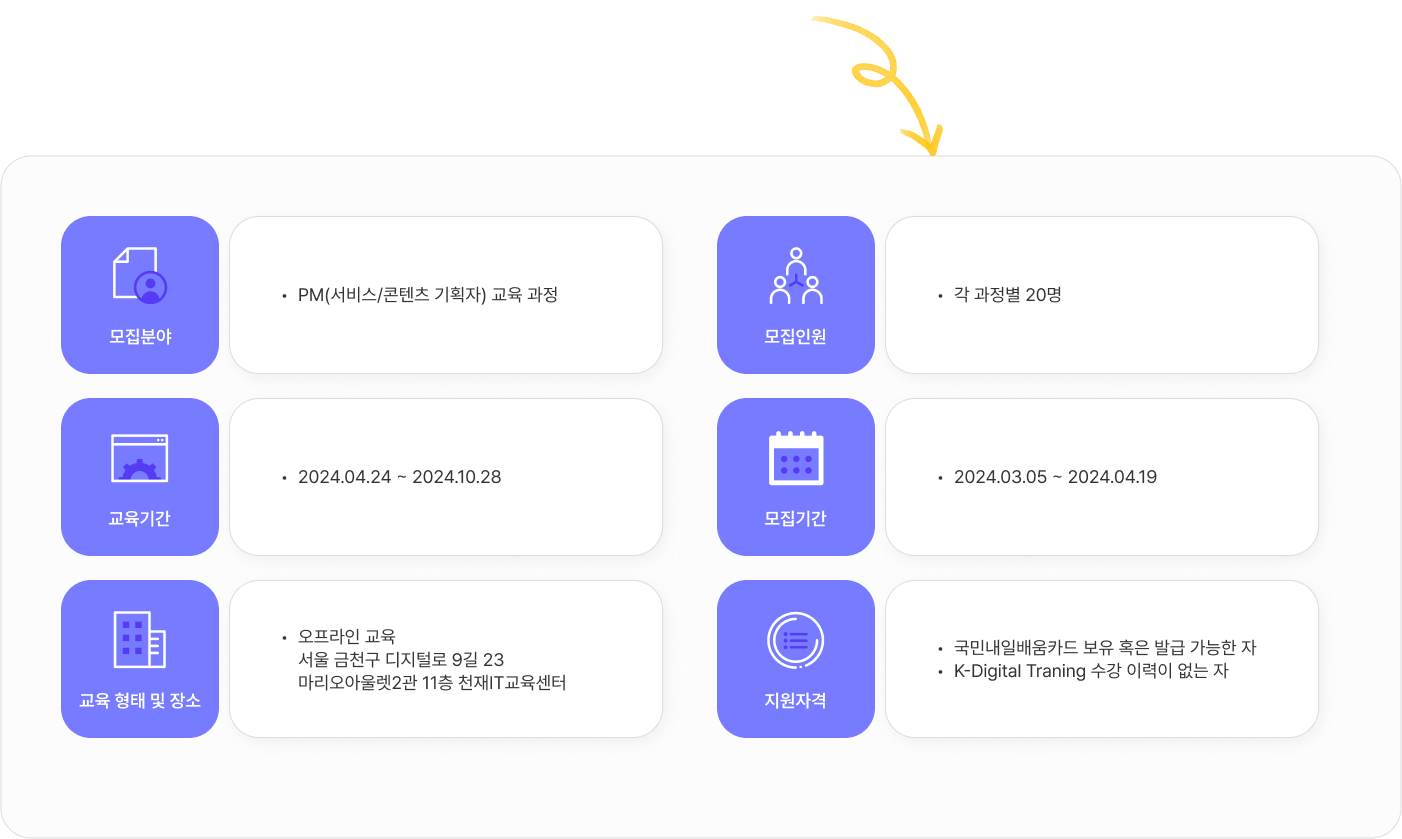 모집분야
• PM(서비스/콘텐츠 기획자) 교육 과정
모집인원
• 각 과정별 20명
교육기간
• 2024.04.24 ~ 2024.10.28
모집기간
• 2024.03.05 ~ 2024.04.19
교육 형태 및 장소
• 오프라인 교육
서울 금천구 디지털로 9길 23
마리오아울렛2관 11층 천재IT교육센터
지원자격
• 국민내일배움카드 보유 혹은 발급 가능한 자
• K-Digital Traning 수강 이력이 없는 자